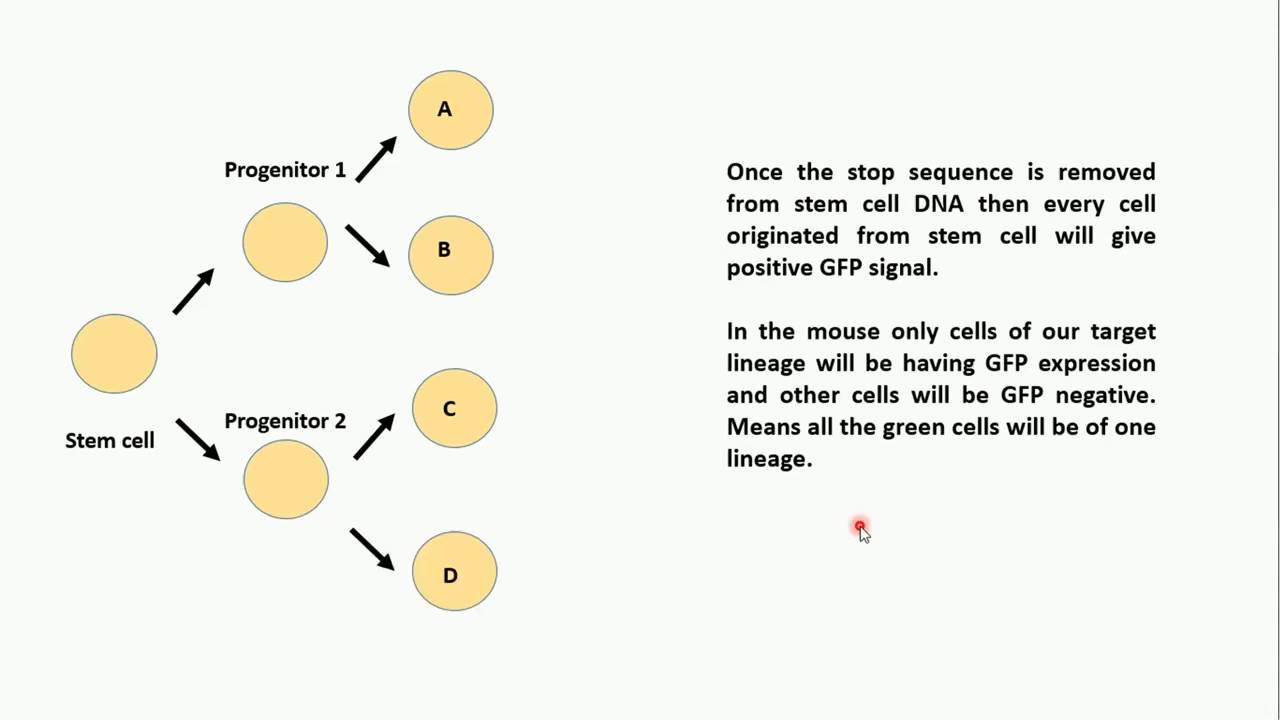 A
Progenitor 1
B
Stem cell
Progenitor 2
C
D
Once the stop sequence is removed
from stem cell DNA then every cell
originated from stem cell will give
positive GFP signal.
In the mouse only cells of our target
lineage will be having GFP expression
and other cells will be GFP negative.
Means all the green cells will be of one
lineage.